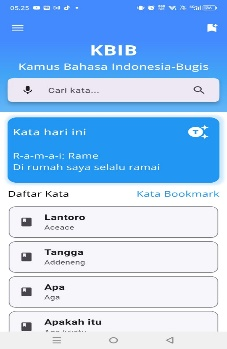 05.25
KBIB
Kamus Bahasa Indonesia-Bugis
Cari kata...
Kata hari ini
R-a-m-a-i: Rame
Di rumah saya selalu ramai
Daftar Kata Kata Bookmark
Lantoro
Aceace
Tangga
Addeneng
Apa
Aga
Apakah itu